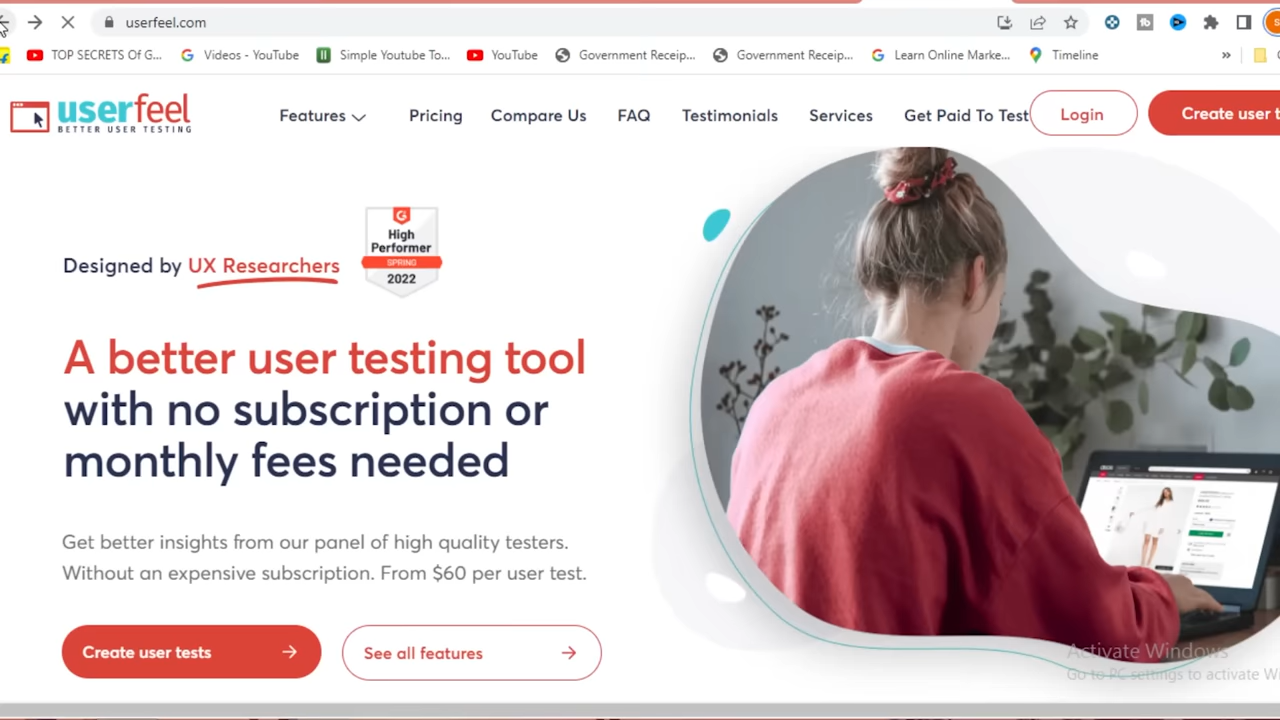 userfeel.com
TOP SECRETS Of G...
Videos - YouTube
Simple Youtube To...
YouTube
Government Receip...
Government Receip...
Learn Online Marke...
Timeline
»
userfeel
BETTER USER TESTING
Features
Pricing
Compare Us
FAQ
Testimonials
Services
Get Paid To Test
Login
Create user t
Designed by UX Researchers
G
High
Performer
SPRING
2022
A better user testing tool
with no subscription or
monthly fees needed
Get better insights from our panel of high quality testers.
Without an expensive subscription. From $60 per user test.
Create user tests
See all features
Activate Windows
Go to PC settings to activate Wi